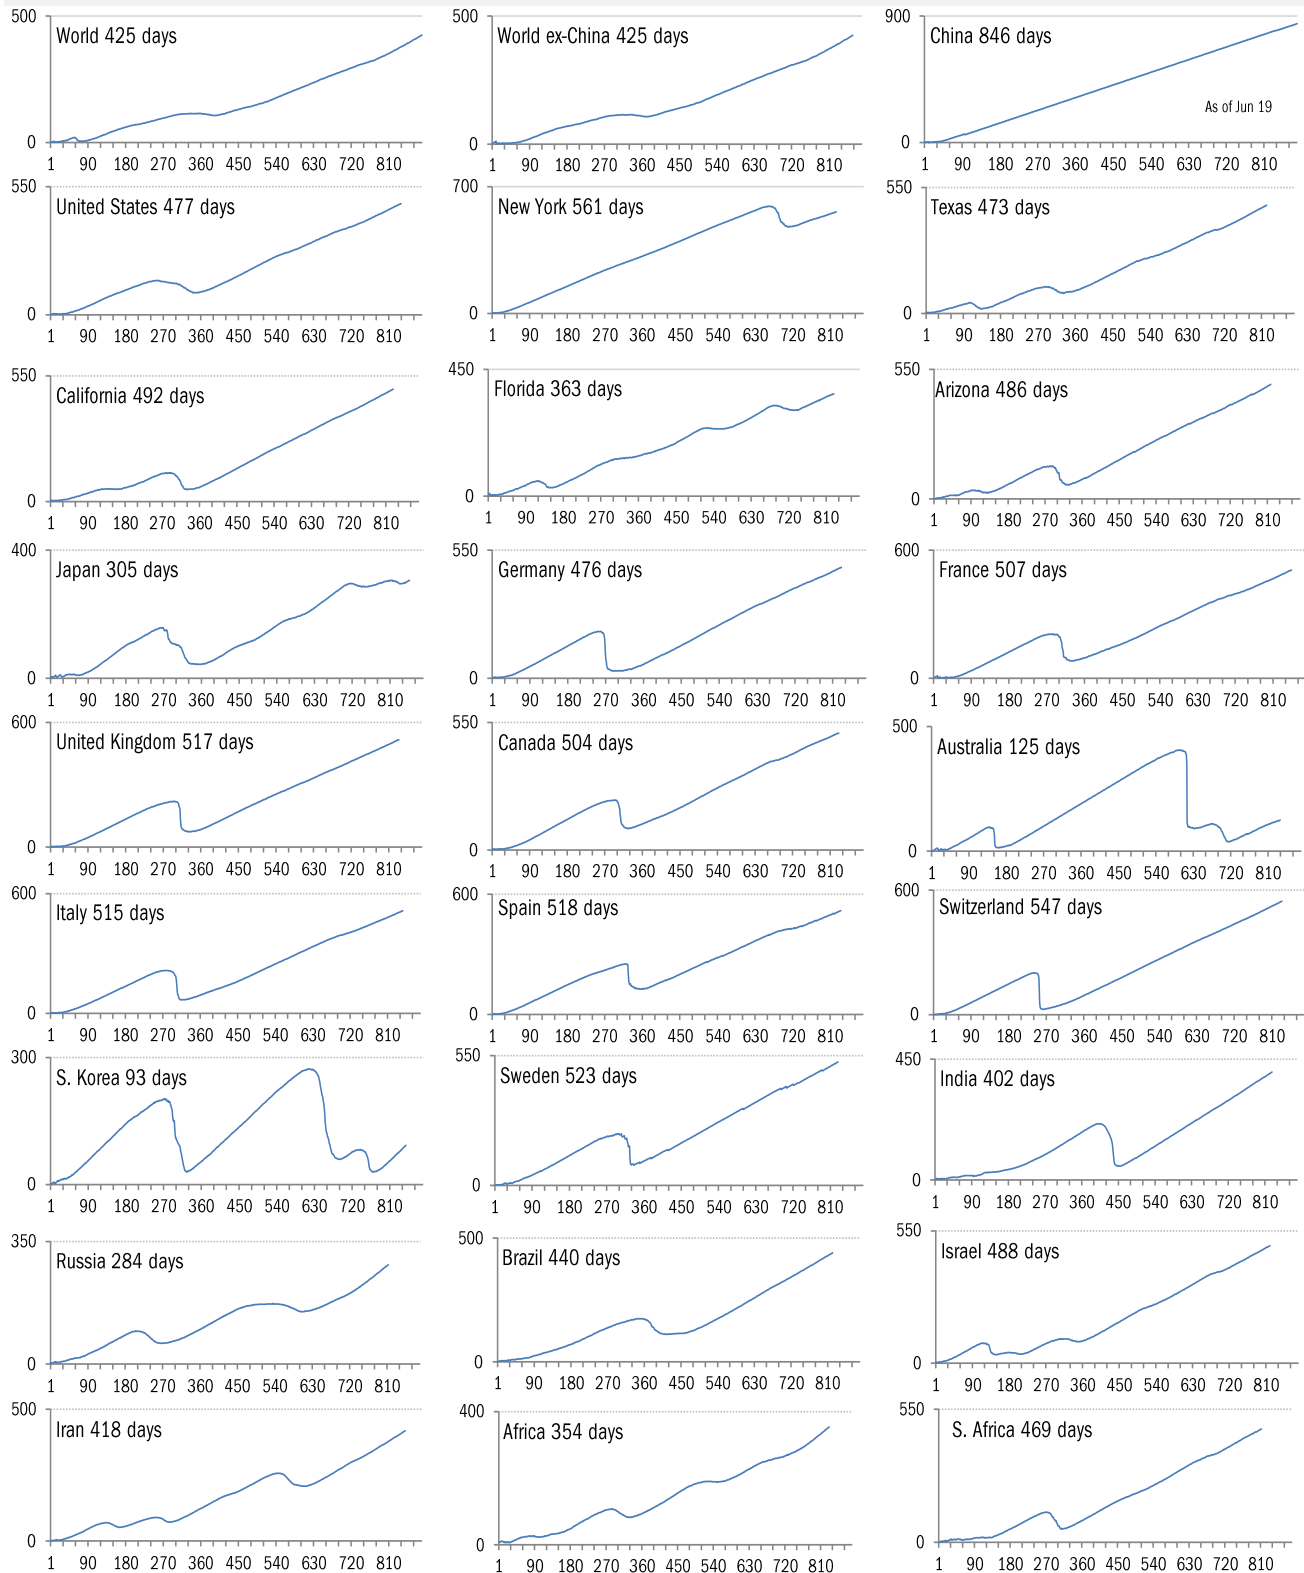 500
World 425 days
0
1 90 180 270 360 450 540 630 720 810
500
World ex-China 425 days
0
1 90 180 270 360 450 540 630 720 810
900
China 846 days
As of Jun 19
0
1 90 180 270 360 450 540 630 720 810
550
United States 477 days
0
1 90 180 270 360 450 540 630 720 810
700
New York 561 days
0
1 90 180 270 360 450 540 630 720 810
550
Texas 473 days
0
1 90 180 270 360 450 540 630 720 810
550
California 492 days
0
1 90 180 270 360 450 540 630 720 810
450
Florida 363 days
0
1 90 180 270 360 450 540 630 720 810
550
Arizona 486 days
0
1 90 180 270 360 450 540 630 720 810
400
Japan 305 days
0
1 90 180 270 360 450 540 630 720 810
550
Germany 476 days
0
1 90 180 270 360 450 540 630 720 810
600
France 507 days
0
1 90 180 270 360 450 540 630 720 810
600
United Kingdom 517 days
0
1 90 180 270 360 450 540 630 720 810
550
Canada 504 days
0
1 90 180 270 360 450 540 630 720 810
500
Australia 125 days
0
1 90 180 270 360 450 540 630 720 810
600
Italy 515 days
0
1 90 180 270 360 450 540 630 720 810
600
Spain 518 days
0
1 90 180 270 360 450 540 630 720 810
600
Switzerland 547 days
0
1 90 180 270 360 450 540 630 720 810
300
S. Korea 93 days
0
1 90 180 270 360 450 540 630 720 810
550
Sweden 523 days
0
1 90 180 270 360 450 540 630 720 810
450
India 402 days
0
1 90 180 270 360 450 540 630 720 810
350
Russia 284 days
0
1 90 180 270 360 450 540 630 720 810
500
Brazil 440 days
0
1 90 180 270 360 450 540 630 720 810
550
Israel 488 days
0
1 90 180 270 360 450 540 630 720 810
500
Iran 418 days
0
1 90 180 270 360 450 540 630 720 810
400
Africa 354 days
0
1 90 180 270 360 450 540 630 720 810
550
S. Africa 469 days
0
1 90 180 270 360 450 540 630 720 810